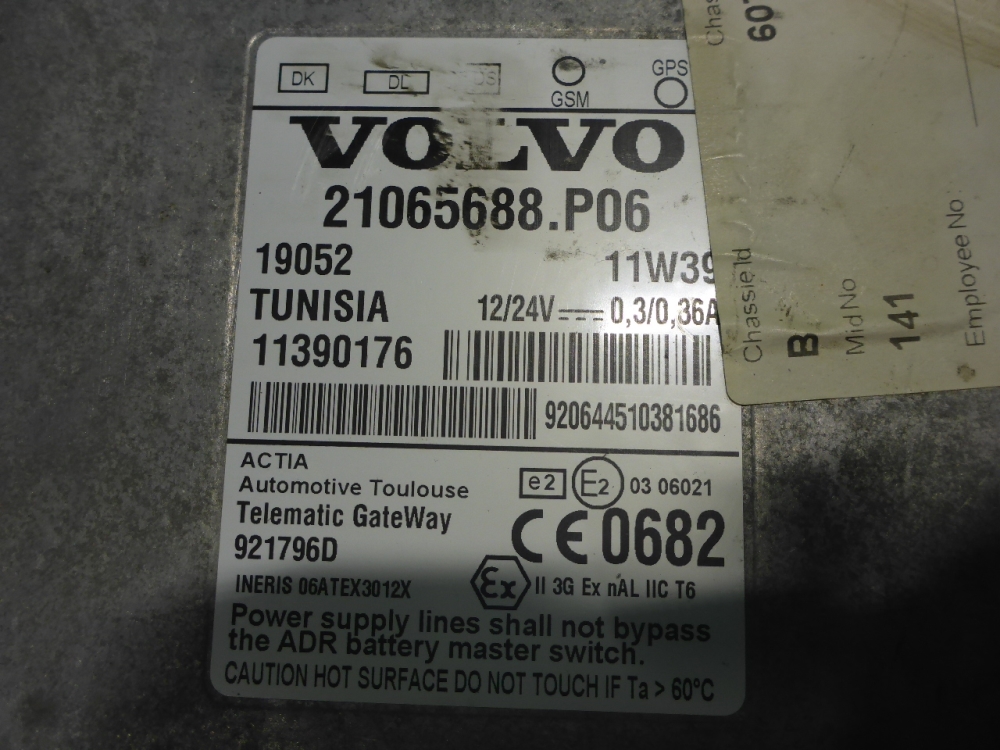 DK DL
GSM GPS
VOLVO
21065688.P06
19052 11W39
TUNISIA 12/24V 0,3/0,36A
11390176
920644510381686
ACTIA
Automotive Toulouse
e2 E2 03 06021
Telematic GateWay
921796D
CE 0682
INERIS 06ATEX3012X
Ex II 3G Ex nAL IIC T6
Power supply lines shall not bypass
the ADR battery master switch.
CAUTION HOT SURFACE DO NOT TOUCH IF Ta > 60°C
Chassie Id
B
Mid No
141
Employee No